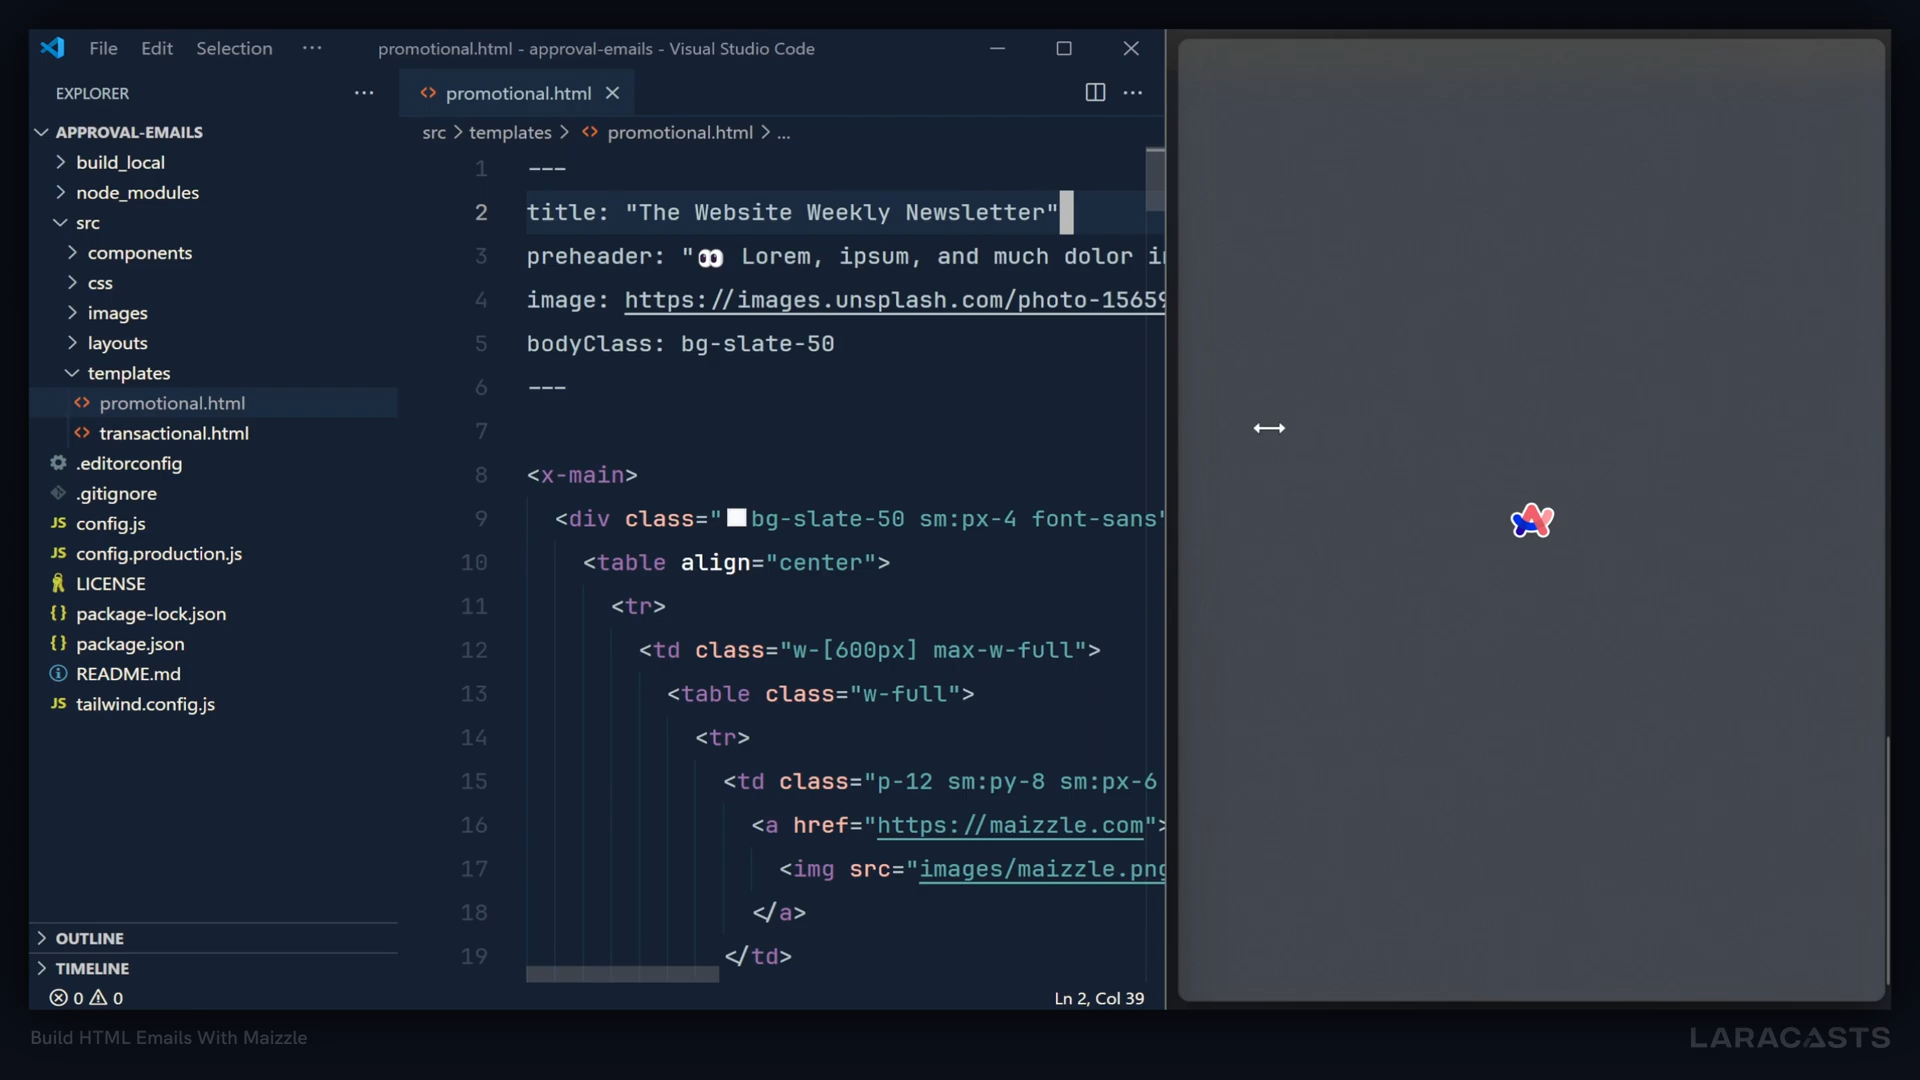 File Edit Selection ··· promotional.html - approval-emails - Visual Studio Code
EXPLORER ···
APPROVAL-EMAILS
build_local
node_modules
src
components
css
images
layouts
templates
promotional.html
transactional.html
.editorconfig
.gitignore
config.js
config.production.js
LICENSE
package-lock.json
package.json
README.md
tailwind.config.js
OUTLINE
TIMELINE
0 0
promotional.html
src > templates > promotional.html > ...
1 ---
2 title: "The Website Weekly Newsletter"
3 preheader: "👀 Lorem, ipsum, and much dolor i
4 image: https://images.unsplash.com/photo-15659
5 bodyClass: bg-slate-50
6 ---
7
8 <x-main>
9 <div class="bg-slate-50 sm:px-4 font-sans"
10 <table align="center">
11 <tr>
12 <td class="w-[600px] max-w-full">
13 <table class="w-full">
14 <tr>
15 <td class="p-12 sm:py-8 sm:px-6
16 <a href="https://maizzle.com">
17 <img src="images/maizzle.png
18 </a>
19 </td>
Ln 2, Col 39
Build HTML Emails With Maizzle
LARACASTS